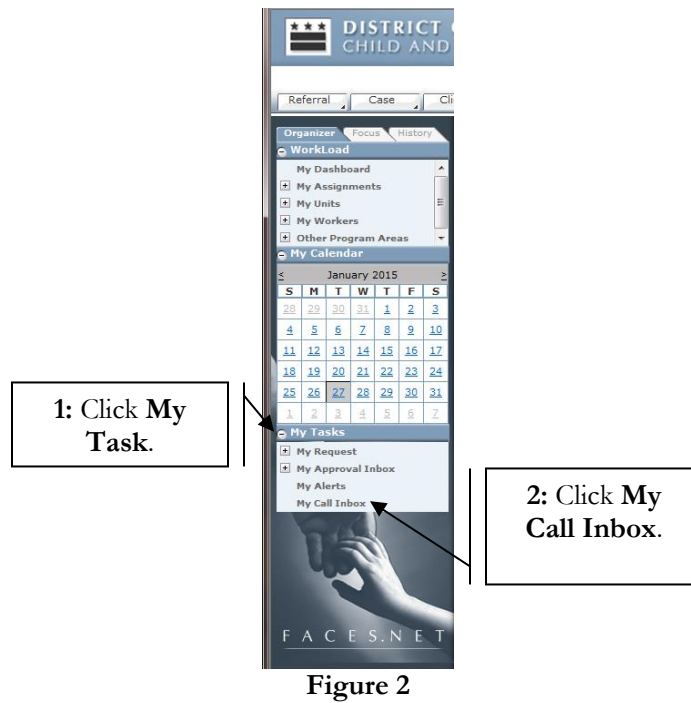 DISTRICT
CHILD AND
Referral Case Cli
Organizer Focus History
WorkLoad
My Dashboard
My Assignments
My Units
My Workers
Other Program Areas
My Calendar
< January 2015 >
S M T W T F S
28 29 30 31 1 2 3
4 5 6 7 8 9 10
11 12 13 14 15 16 17
18 19 20 21 22 23 24
25 26 27 28 29 30 31
1 2 3 4 5 6 7
1: Click My
Task.
My Tasks
My Request
My Approval Inbox
My Alerts
My Call Inbox
2: Click My
Call Inbox.
FACES.NET
Figure 2